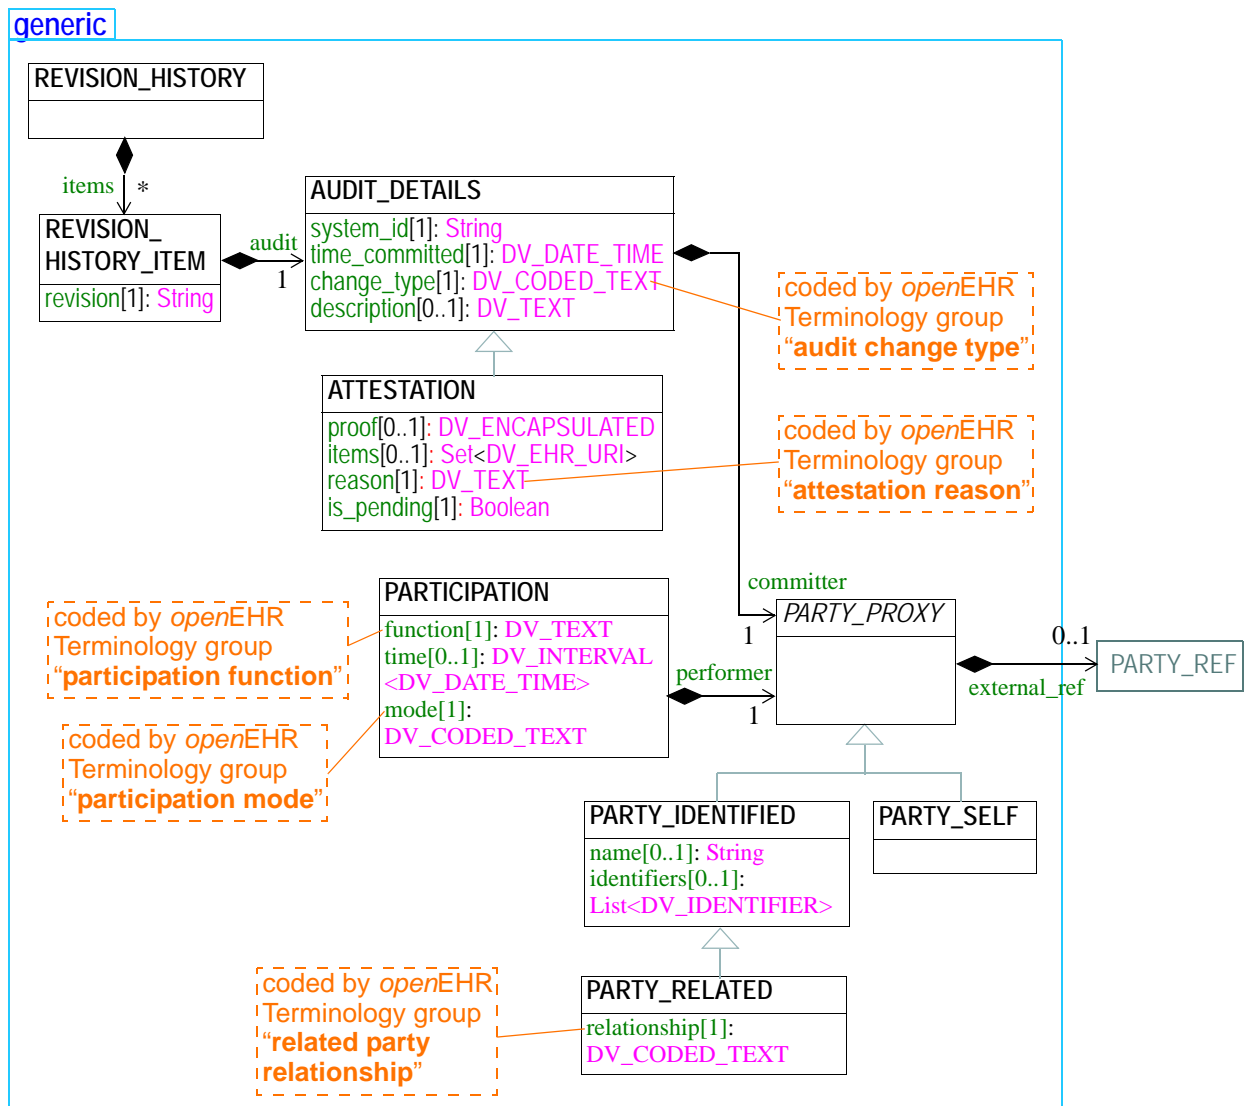 generic
REVISION_HISTORY
items
*
REVISION_
HISTORY_ITEM
revision[1]: String
audit
1
AUDIT_DETAILS
system_id[1]: String
time_committed[1]: DV_DATE_TIME
change_type[1]: DV_CODED_TEXT
description[0..1]: DV_TEXT
coded by openEHR
Terminology group
“audit change type”
ATTESTATION
proof[0..1]: DV_ENCAPSULATED
items[0..1]: Set<DV_EHR_URI>
reason[1]: DV_TEXT
is_pending[1]: Boolean
coded by openEHR
Terminology group
“attestation reason”
committer
1
PARTICIPATION
function[1]: DV_TEXT
time[0..1]: DV_INTERVAL
<DV_DATE_TIME>
mode[1]:
DV_CODED_TEXT
coded by openEHR
Terminology group
“participation function”
coded by openEHR
Terminology group
“participation mode”
performer
1
PARTY_PROXY
0..1
external_ref
PARTY_REF
PARTY_IDENTIFIED
name[0..1]: String
identifiers[0..1]:
List<DV_IDENTIFIER>
PARTY_SELF
coded by openEHR
Terminology group
“related party
relationship”
PARTY_RELATED
relationship[1]:
DV_CODED_TEXT